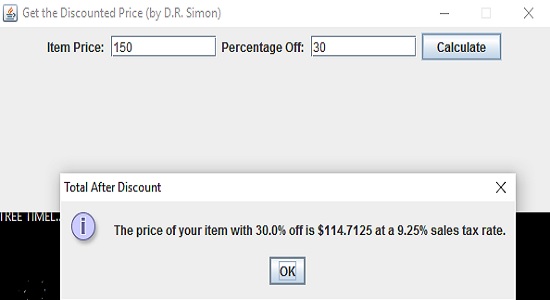 Get the Discounted Price (by D.R. Simon)
Item Price: 150 Percentage Off: 30 Calculate
Total After Discount
TREE TIMEL..
The price of your item with 30.0% off is $114.7125 at a 9.25% sales tax rate.
OK